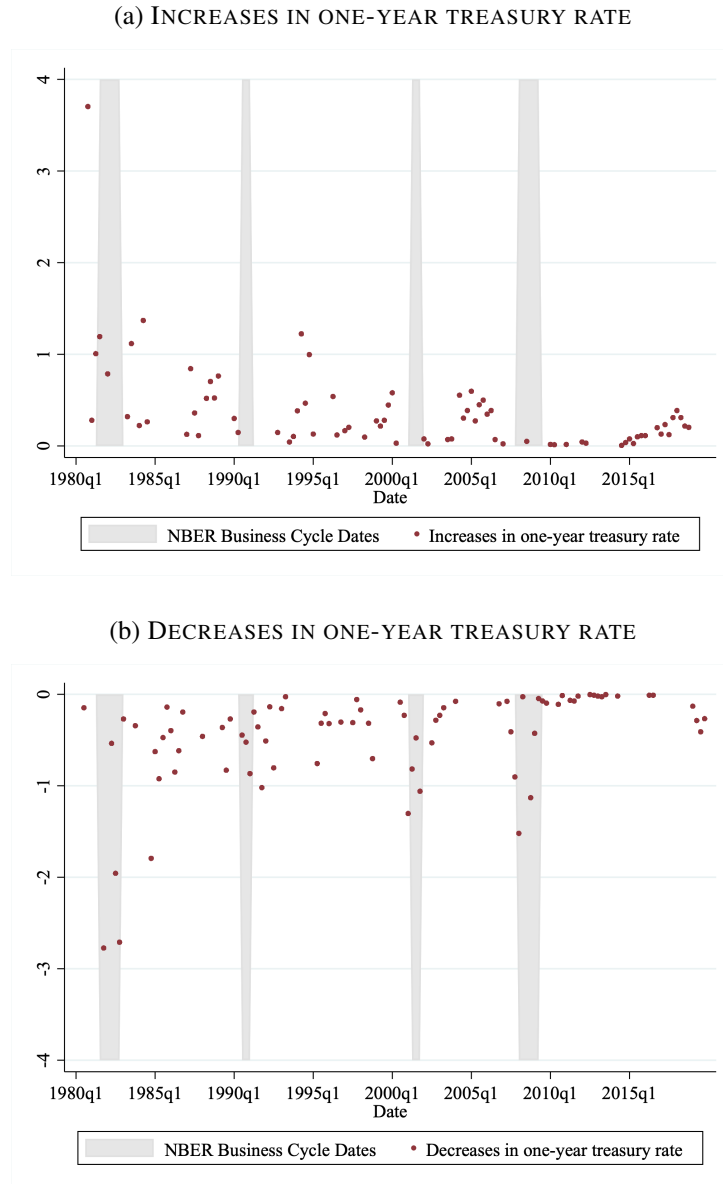 (a) INCREASES IN ONE-YEAR TREASURY RATE
4
3
2
1
0
1980q1 1985q1 1990q1 1995q1 2000q1 2005q1 2010q1 2015q1
Date
NBER Business Cycle Dates Increases in one-year treasury rate
(b) DECREASES IN ONE-YEAR TREASURY RATE
0
-1
-2
-3
-4
1980q1 1985q1 1990q1 1995q1 2000q1 2005q1 2010q1 2015q1
Date
NBER Business Cycle Dates Decreases in one-year treasury rate